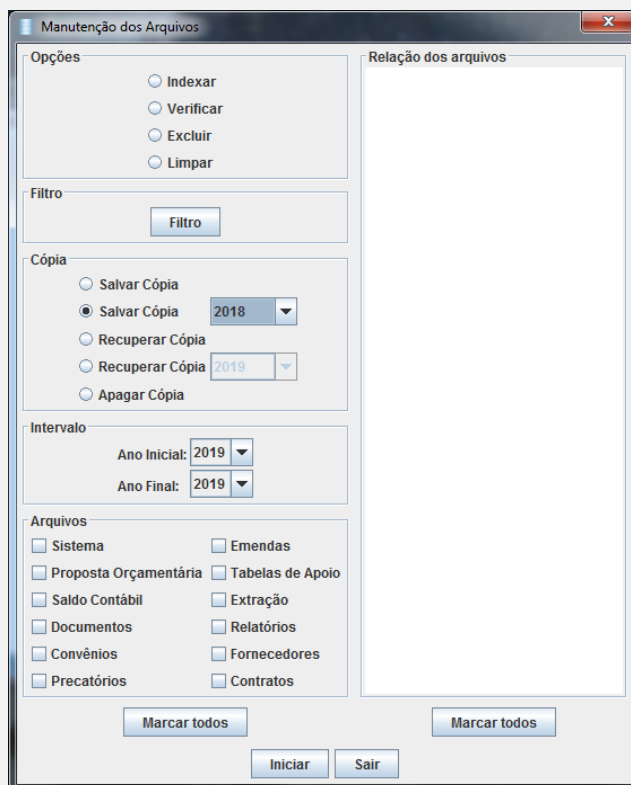 Manutenção dos Arquivos
Opções
Indexar
Verificar
Excluir
Limpar
Filtro
Filtro
Cópia
Salvar Cópia
Salvar Cópia 2018
Recuperar Cópia
Recuperar Cópia 2019
Apagar Cópia
Intervalo
Ano Inicial: 2019
Ano Final: 2019
Arquivos
Sistema Emendas
Proposta Orçamentária Tabelas de Apoio
Saldo Contábil Extração
Documentos Relatórios
Convênios Fornecedores
Precatórios Contratos
Marcar todos
Relação dos arquivos
Marcar todos
Iniciar Sair